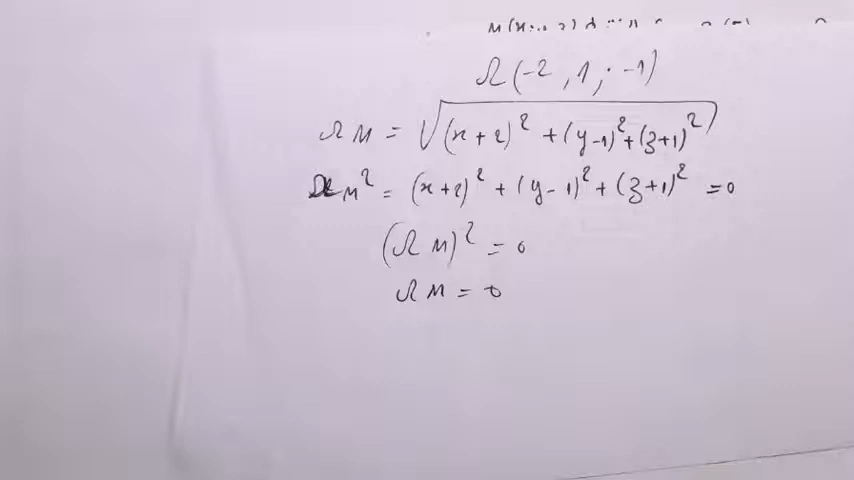 Ω(-2, 1, -1)
ΩM = √((x+2)² + (y-1)² + (z+1)²)
ΩM² = (x+2)² + (y-1)² + (z+1)² = 0
(ΩM)² = 0
ΩM = 0